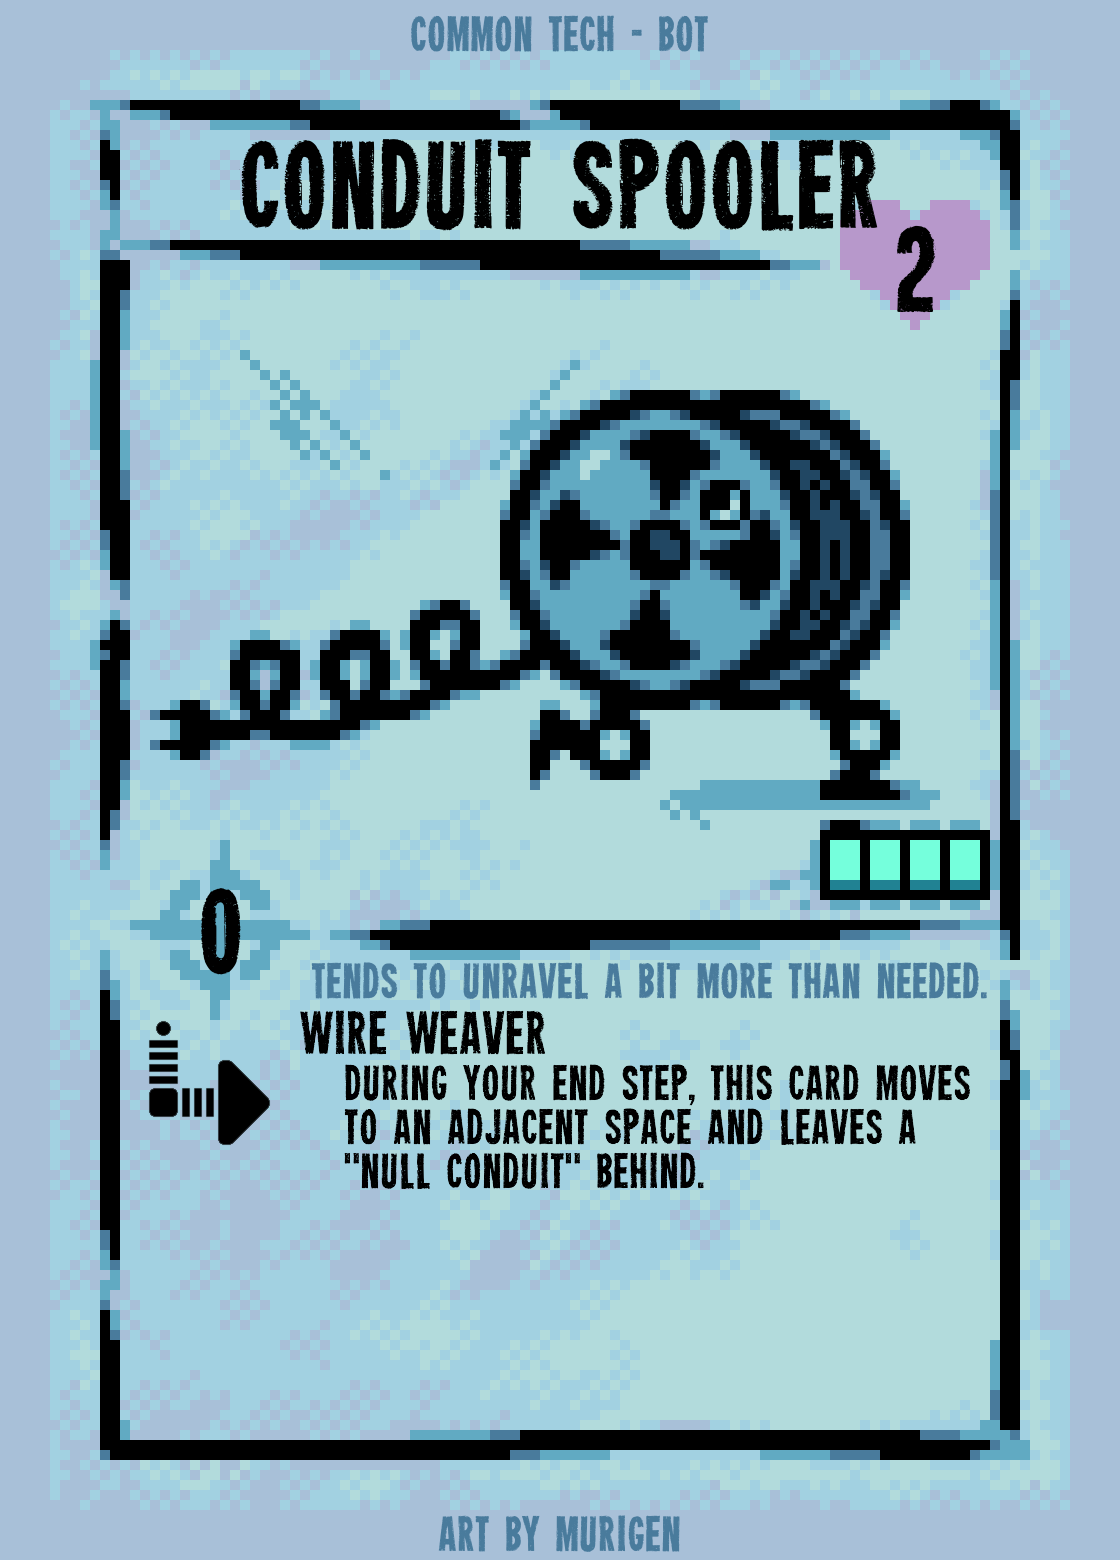 COMMON TECH - BOT
CONDUIT SPOOLER
2
0
TENDS TO UNRAVEL A BIT MORE THAN NEEDED.
WIRE WEAVER
DURING YOUR END STEP, THIS CARD MOVES
TO AN ADJACENT SPACE AND LEAVES A
"NULL CONDUIT" BEHIND.
ART BY MURIGEN